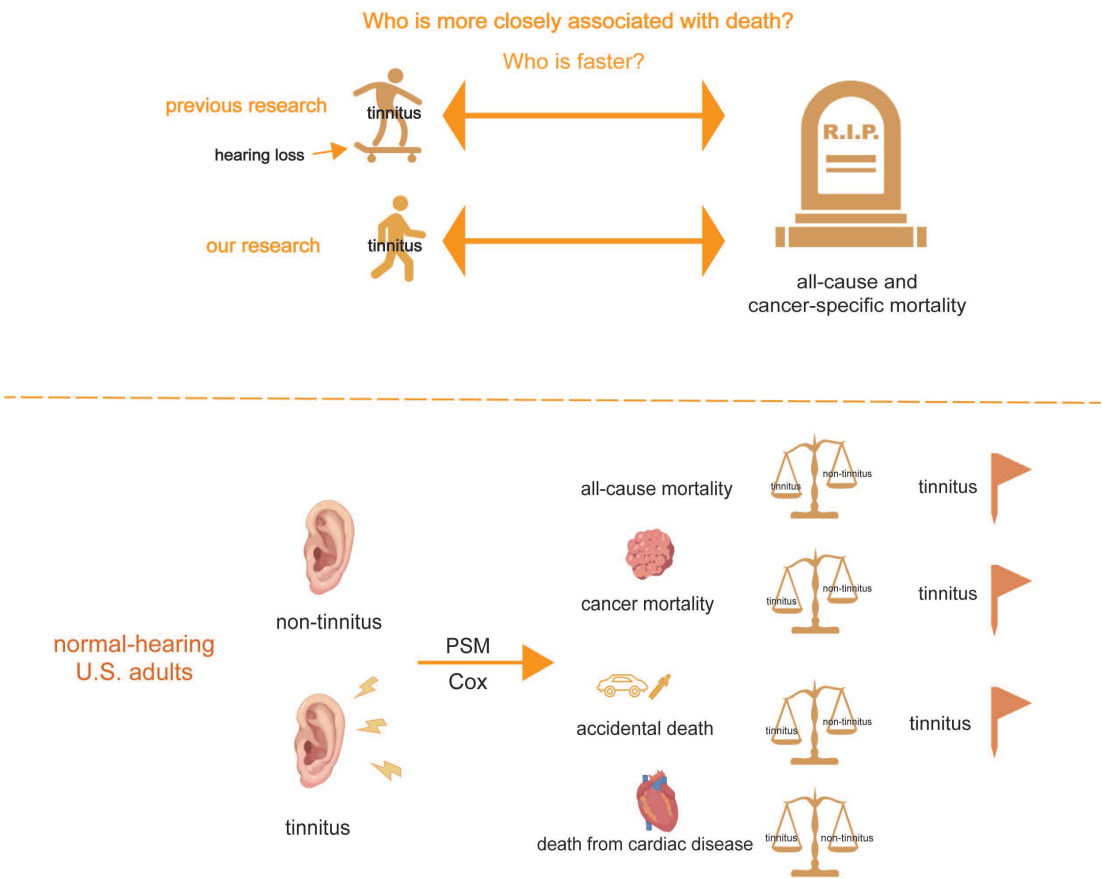 Who is more closely associated with death?
Who is faster?
previous research
tinnitus
hearing loss
R.I.P.
our research
tinnitus
all-cause and
cancer-specific mortality
normal-hearing
U.S. adults
non-tinnitus
tinnitus
PSM
Cox
all-cause mortality
tinnitus
non-tinnitus
tinnitus
cancer mortality
tinnitus
non-tinnitus
tinnitus
accidental death
tinnitus
non-tinnitus
tinnitus
death from cardiac disease
tinnitus
non-tinnitus